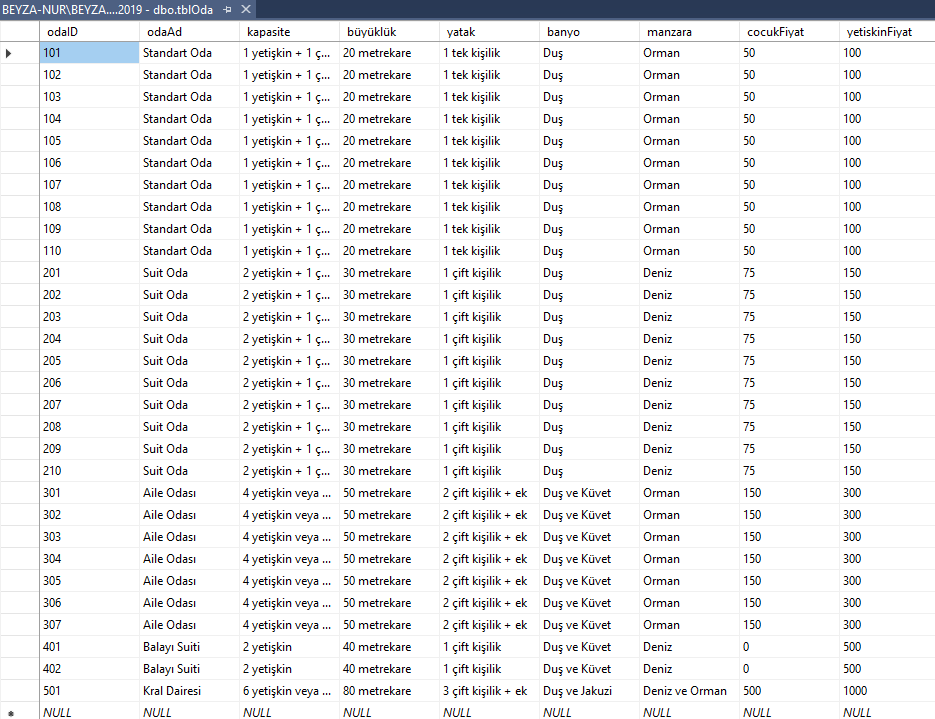 BEYZA-NUR\BEYZA....2019 - dbo.tblOda
odaID odaAd kapasite büyüklük yatak banyo manzara cocukFiyat yetiskinFiyat
101 Standart Oda 1 yetişkin + 1 ç... 20 metrekare 1 tek kişilik Duş Orman 50 100
102 Standart Oda 1 yetişkin + 1 ç... 20 metrekare 1 tek kişilik Duş Orman 50 100
103 Standart Oda 1 yetişkin + 1 ç... 20 metrekare 1 tek kişilik Duş Orman 50 100
104 Standart Oda 1 yetişkin + 1 ç... 20 metrekare 1 tek kişilik Duş Orman 50 100
105 Standart Oda 1 yetişkin + 1 ç... 20 metrekare 1 tek kişilik Duş Orman 50 100
106 Standart Oda 1 yetişkin + 1 ç... 20 metrekare 1 tek kişilik Duş Orman 50 100
107 Standart Oda 1 yetişkin + 1 ç... 20 metrekare 1 tek kişilik Duş Orman 50 100
108 Standart Oda 1 yetişkin + 1 ç... 20 metrekare 1 tek kişilik Duş Orman 50 100
109 Standart Oda 1 yetişkin + 1 ç... 20 metrekare 1 tek kişilik Duş Orman 50 100
110 Standart Oda 1 yetişkin + 1 ç... 20 metrekare 1 tek kişilik Duş Orman 50 100
201 Suit Oda 2 yetişkin + 1 ç... 30 metrekare 1 çift kişilik Duş Deniz 75 150
202 Suit Oda 2 yetişkin + 1 ç... 30 metrekare 1 çift kişilik Duş Deniz 75 150
203 Suit Oda 2 yetişkin + 1 ç... 30 metrekare 1 çift kişilik Duş Deniz 75 150
204 Suit Oda 2 yetişkin + 1 ç... 30 metrekare 1 çift kişilik Duş Deniz 75 150
205 Suit Oda 2 yetişkin + 1 ç... 30 metrekare 1 çift kişilik Duş Deniz 75 150
206 Suit Oda 2 yetişkin + 1 ç... 30 metrekare 1 çift kişilik Duş Deniz 75 150
207 Suit Oda 2 yetişkin + 1 ç... 30 metrekare 1 çift kişilik Duş Deniz 75 150
208 Suit Oda 2 yetişkin + 1 ç... 30 metrekare 1 çift kişilik Duş Deniz 75 150
209 Suit Oda 2 yetişkin + 1 ç... 30 metrekare 1 çift kişilik Duş Deniz 75 150
210 Suit Oda 2 yetişkin + 1 ç... 30 metrekare 1 çift kişilik Duş Deniz 75 150
301 Aile Odası 4 yetişkin veya ... 50 metrekare 2 çift kişilik + ek Duş ve Küvet Orman 150 300
302 Aile Odası 4 yetişkin veya ... 50 metrekare 2 çift kişilik + ek Duş ve Küvet Orman 150 300
303 Aile Odası 4 yetişkin veya ... 50 metrekare 2 çift kişilik + ek Duş ve Küvet Orman 150 300
304 Aile Odası 4 yetişkin veya ... 50 metrekare 2 çift kişilik + ek Duş ve Küvet Orman 150 300
305 Aile Odası 4 yetişkin veya ... 50 metrekare 2 çift kişilik + ek Duş ve Küvet Orman 150 300
306 Aile Odası 4 yetişkin veya ... 50 metrekare 2 çift kişilik + ek Duş ve Küvet Orman 150 300
307 Aile Odası 4 yetişkin veya ... 50 metrekare 2 çift kişilik + ek Duş ve Küvet Orman 150 300
401 Balayı Suiti 2 yetişkin 40 metrekare 1 çift kişilik Duş ve Küvet Deniz 0 500
402 Balayı Suiti 2 yetişkin 40 metrekare 1 çift kişilik Duş ve Küvet Deniz 0 500
501 Kral Dairesi 6 yetişkin veya ... 80 metrekare 3 çift kişilik + ek Duş ve Jakuzi Deniz ve Orman 500 1000
NULL NULL NULL NULL NULL NULL NULL NULL NULL